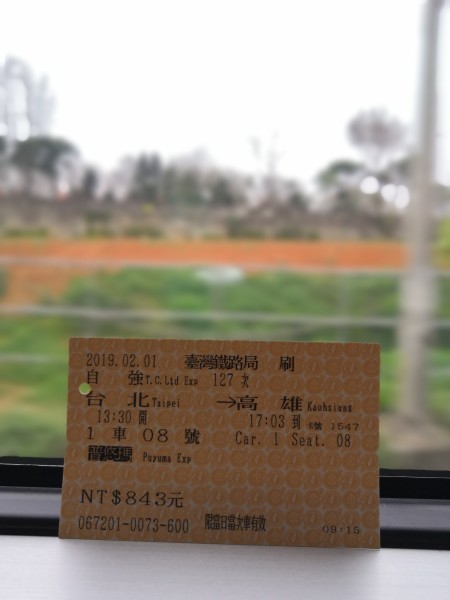 2019.02.01 臺灣鐵路局 刷
自 強 T.C.Ltd Exp 127 次
台 北 Taipei →高 雄 Kaohsiung
13:30 開 17:03 到 1547
1 車 08 號 Car. 1 Seat. 08
普悠瑪 Puyuma Exp
NT$843元
067201-0073-600 限當日當次車有效 09:15